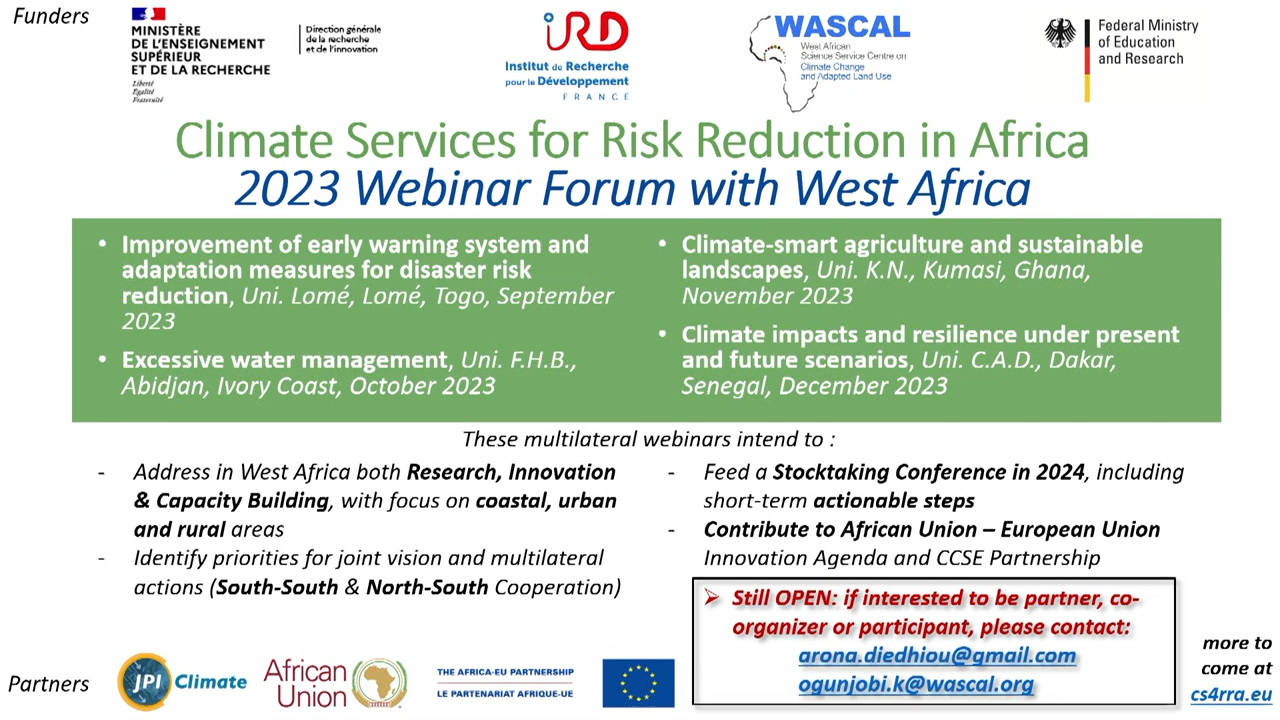 Funders
MINISTÈRE
DE L'ENSEIGNEMENT
SUPÉRIEUR
ET DE LA RECHERCHE
Liberté
Égalité
Fraternité
Direction générale
de la recherche
et de l'innovation
iRD
Institut de Recherche
pour le Développement
FRANCE
WASCAL
West African
Science Service Centre on
Climate Change
and Adapted Land Use
Federal Ministry
of Education
and Research
Climate Services for Risk Reduction in Africa
2023 Webinar Forum with West Africa
• Improvement of early warning system and
adaptation measures for disaster risk
reduction, Uni. Lomé, Lomé, Togo, September
2023
• Excessive water management, Uni. F.H.B.,
Abidjan, Ivory Coast, October 2023
• Climate-smart agriculture and sustainable
landscapes, Uni. K.N., Kumasi, Ghana,
November 2023
• Climate impacts and resilience under present
and future scenarios, Uni. C.A.D., Dakar,
Senegal, December 2023
These multilateral webinars intend to :
- Address in West Africa both Research, Innovation
& Capacity Building, with focus on coastal, urban
and rural areas
- Identify priorities for joint vision and multilateral
actions (South-South & North-South Cooperation)
- Feed a Stocktaking Conference in 2024, including
short-term actionable steps
- Contribute to African Union – European Union
Innovation Agenda and CCSE Partnership
Still OPEN: if interested to be partner, co-
organizer or participant, please contact:
arona.diedhiou@gmail.com
ogunjobi.k@wascal.org
more to
come at
cs4rra.eu
Partners
JPI Climate
African
Union
THE AFRICA-EU PARTNERSHIP
LE PARTENARIAT AFRIQUE-UE